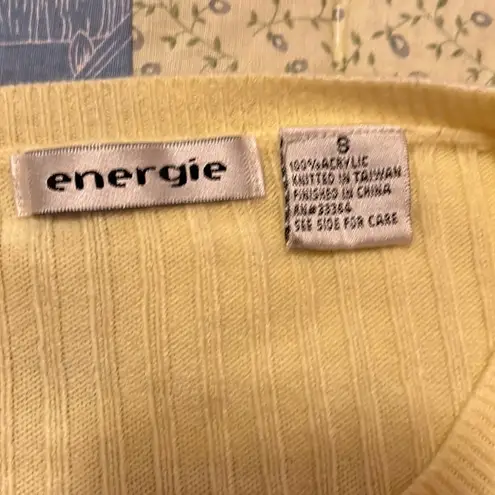 energie
S
100% ACRYLIC
KNITTED IN TAIWAN
FINISHED IN CHINA
RN#33364
SEE SIDE FOR CARE